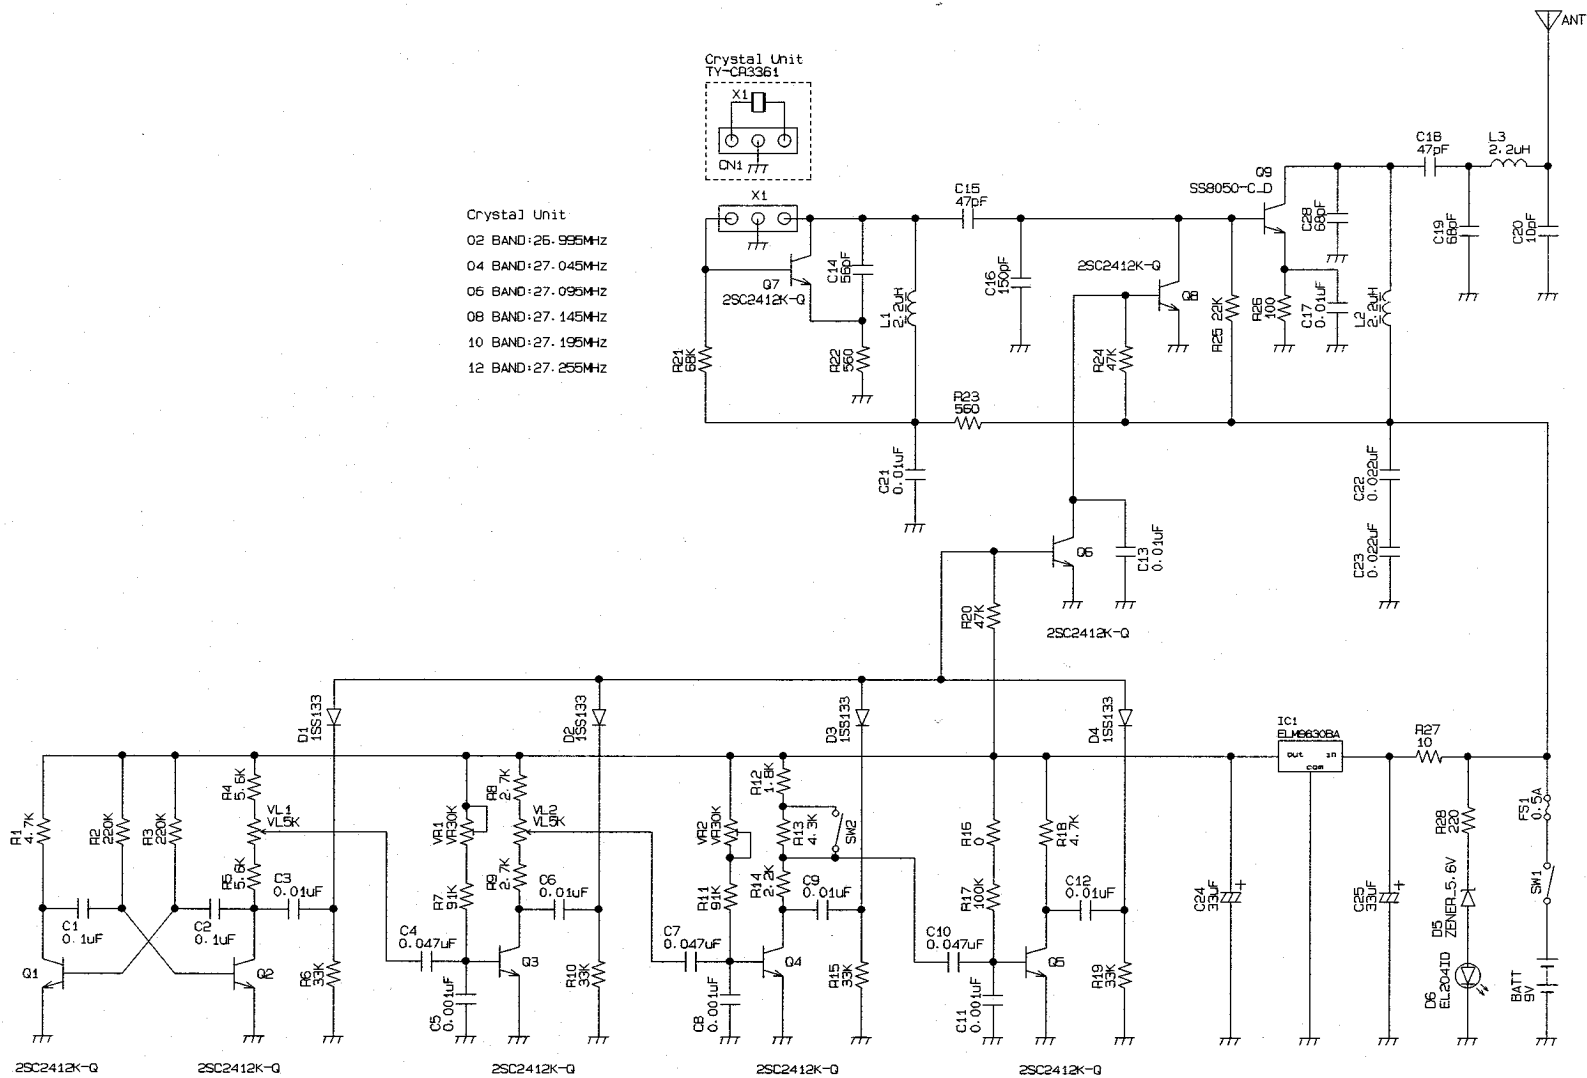 ANT
Crystal Unit
TY-CR3361
X1
CN1
X1
Crystal Unit
02 BAND:26.995MHz
04 BAND:27.045MHz
06 BAND:27.095MHz
08 BAND:27.145MHz
10 BAND:27.195MHz
12 BAND:27.255MHz
Q7
2SC2412K-Q
C14
56pF
L1
2.2uH
C15
47pF
C16
150pF
2SC2412K-Q
Q8
Q9
SS8050-C_D
C28
68pF
C18
47pF
L3
2.2uH
C19
68pF
C20
10pF
R21
68K
R22
560
R24
47K
R25 22K
R26
100
C17
0.01uF
L2
2.2uH
R23
560
C21
0.01uF
C22
0.022uF
C23
0.022uF
Q6
C13
0.01uF
2SC2412K-Q
R20
47K
D1
1SS133
D2
1SS133
D3
1SS133
D4
1SS133
IC1
ELM9630BA
out
in
com
R27
10
R1
4.7K
R2
220K
R3
220K
R4
5.6K
VL1
VL5K
R5
5.6K
C3
0.01uF
VR1
VR30K
R8
2.7K
VL2
VL5K
R9
2.7K
C6
0.01uF
R7
91K
VR2
VR30K
R12
1.8K
R13
4.3K
SW2
R11
91K
R14
2.2K
C9
0.01uF
R16
0
R18
4.7K
R17
100K
C12
0.01uF
C24
33uF
+
C25
33uF
+
R28
220
FS1
0.5A
D5
ZENER_5.6V
SW1
C1
0.1uF
C2
0.1uF
C4
0.047uF
C7
0.047uF
C10
0.047uF
Q1
Q2
R6
33K
Q3
R10
33K
Q4
R15
33K
Q5
R19
33K
C5
0.001uF
C8
0.001uF
C11
0.001uF
D6
EL204ID
BATT
9V
2SC2412K-Q
2SC2412K-Q
2SC2412K-Q
2SC2412K-Q
2SC2412K-Q